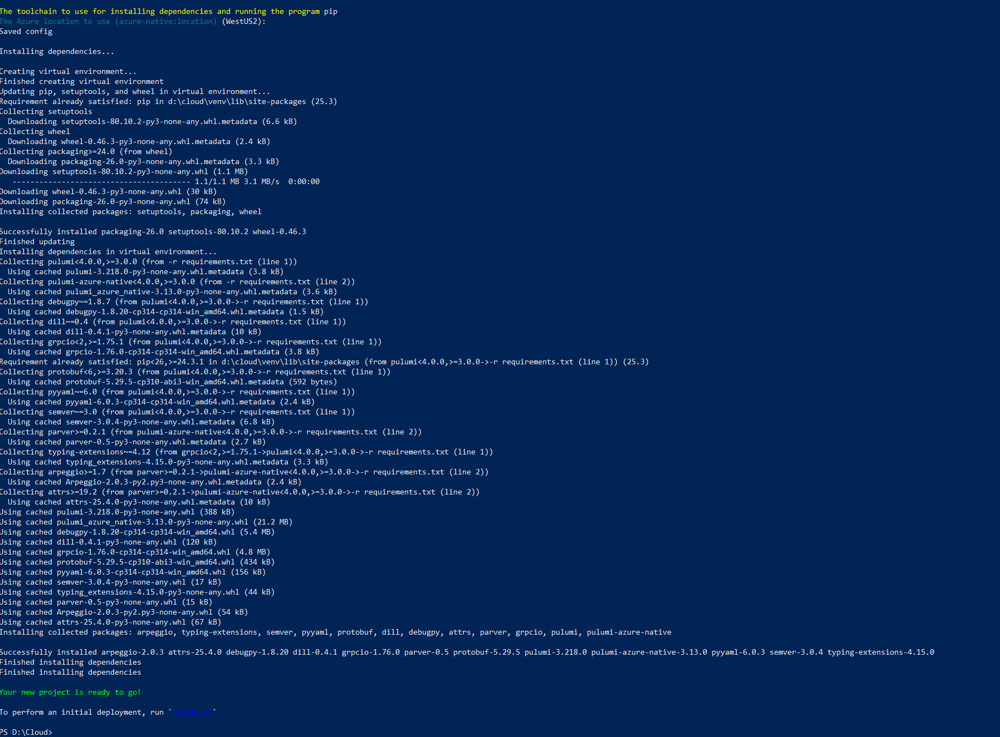 The toolchain to use for installing dependencies and running the program pip
The Azure location to use (azure-native:location) (WestUS2):
Saved config
Installing dependencies...
Creating virtual environment...
Finished creating virtual environment
Updating pip, setuptools, and wheel in virtual environment...
Requirement already satisfied: pip in d:\cloud\venv\lib\site-packages (25.3)
Collecting setuptools
  Downloading setuptools-80.10.2-py3-none-any.whl.metadata (6.6 kB)
Collecting wheel
  Downloading wheel-0.46.3-py3-none-any.whl.metadata (2.4 kB)
Collecting packaging>=24.0 (from wheel)
  Downloading packaging-26.0-py3-none-any.whl.metadata (3.3 kB)
Downloading setuptools-80.10.2-py3-none-any.whl (1.1 MB)
   ---------------------------------------- 1.1/1.1 MB 3.1 MB/s  0:00:00
Downloading wheel-0.46.3-py3-none-any.whl (30 kB)
Downloading packaging-26.0-py3-none-any.whl (74 kB)
Installing collected packages: setuptools, packaging, wheel
Successfully installed packaging-26.0 setuptools-80.10.2 wheel-0.46.3
Finished updating
Installing dependencies in virtual environment...
Collecting pulumi<4.0.0,>=3.0.0 (from -r requirements.txt (line 1))
  Using cached pulumi-3.218.0-py3-none-any.whl.metadata (3.8 kB)
Collecting pulumi-azure-native<4.0.0,>=3.0.0 (from -r requirements.txt (line 2))
  Using cached pulumi_azure_native-3.13.0-py3-none-any.whl.metadata (3.6 kB)
Collecting debugpy~=1.8.7 (from pulumi<4.0.0,>=3.0.0->-r requirements.txt (line 1))
  Using cached debugpy-1.8.20-cp314-cp314-win_amd64.whl.metadata (1.5 kB)
Collecting dill~=0.4 (from pulumi<4.0.0,>=3.0.0->-r requirements.txt (line 1))
  Using cached dill-0.4.1-py3-none-any.whl.metadata (10 kB)
Collecting grpcio<2,>=1.75.1 (from pulumi<4.0.0,>=3.0.0->-r requirements.txt (line 1))
  Using cached grpcio-1.76.0-cp314-cp314-win_amd64.whl.metadata (3.8 kB)
Requirement already satisfied: pip<26,>=24.3.1 in d:\cloud\venv\lib\site-packages (from pulumi<4.0.0,>=3.0.0->-r requirements.txt (line 1)) (25.3)
Collecting protobuf<6,>=3.20.3 (from pulumi<4.0.0,>=3.0.0->-r requirements.txt (line 1))
  Using cached protobuf-5.29.5-cp310-abi3-win_amd64.whl.metadata (592 bytes)
Collecting pyyaml~=6.0 (from pulumi<4.0.0,>=3.0.0->-r requirements.txt (line 1))
  Using cached pyyaml-6.0.3-cp314-cp314-win_amd64.whl.metadata (2.4 kB)
Collecting semver~=3.0 (from pulumi<4.0.0,>=3.0.0->-r requirements.txt (line 1))
  Using cached semver-3.0.4-py3-none-any.whl.metadata (6.8 kB)
Collecting parver>=0.2.1 (from pulumi-azure-native<4.0.0,>=3.0.0->-r requirements.txt (line 2))
  Using cached parver-0.5-py3-none-any.whl.metadata (2.7 kB)
Collecting typing-extensions~=4.12 (from grpcio<2,>=1.75.1->pulumi<4.0.0,>=3.0.0->-r requirements.txt (line 1))
  Using cached typing_extensions-4.15.0-py3-none-any.whl.metadata (3.3 kB)
Collecting arpeggio>=1.7 (from parver>=0.2.1->pulumi-azure-native<4.0.0,>=3.0.0->-r requirements.txt (line 2))
  Using cached Arpeggio-2.0.3-py2.py3-none-any.whl.metadata (2.4 kB)
Collecting attrs>=19.2 (from parver>=0.2.1->pulumi-azure-native<4.0.0,>=3.0.0->-r requirements.txt (line 2))
  Using cached attrs-25.4.0-py3-none-any.whl.metadata (10 kB)
Using cached pulumi-3.218.0-py3-none-any.whl (388 kB)
Using cached pulumi_azure_native-3.13.0-py3-none-any.whl (21.2 MB)
Using cached debugpy-1.8.20-cp314-cp314-win_amd64.whl (5.4 MB)
Using cached dill-0.4.1-py3-none-any.whl (120 kB)
Using cached grpcio-1.76.0-cp314-cp314-win_amd64.whl (4.8 MB)
Using cached protobuf-5.29.5-cp310-abi3-win_amd64.whl (434 kB)
Using cached pyyaml-6.0.3-cp314-cp314-win_amd64.whl (156 kB)
Using cached semver-3.0.4-py3-none-any.whl (17 kB)
Using cached typing_extensions-4.15.0-py3-none-any.whl (44 kB)
Using cached parver-0.5-py3-none-any.whl (15 kB)
Using cached Arpeggio-2.0.3-py2.py3-none-any.whl (54 kB)
Using cached attrs-25.4.0-py3-none-any.whl (67 kB)
Installing collected packages: arpeggio, typing-extensions, semver, pyyaml, protobuf, dill, debugpy, attrs, parver, grpcio, pulumi, pulumi-azure-native
Successfully installed arpeggio-2.0.3 attrs-25.4.0 debugpy-1.8.20 dill-0.4.1 grpcio-1.76.0 parver-0.5 protobuf-5.29.5 pulumi-3.218.0 pulumi-azure-native-3.13.0 pyyaml-6.0.3 semver-3.0.4 typing-extensions-4.15.0
Finished installing dependencies
Finished installing dependencies
Your new project is ready to go!
To perform an initial deployment, run `pulumi up`
PS D:\Cloud>